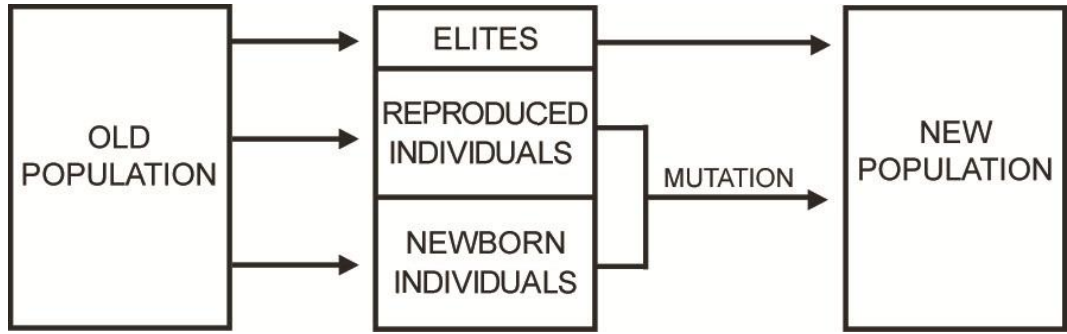 OLD
POPULATION
ELITES
REPRODUCED
INDIVIDUALS
NEWBORN
INDIVIDUALS
MUTATION
NEW
POPULATION